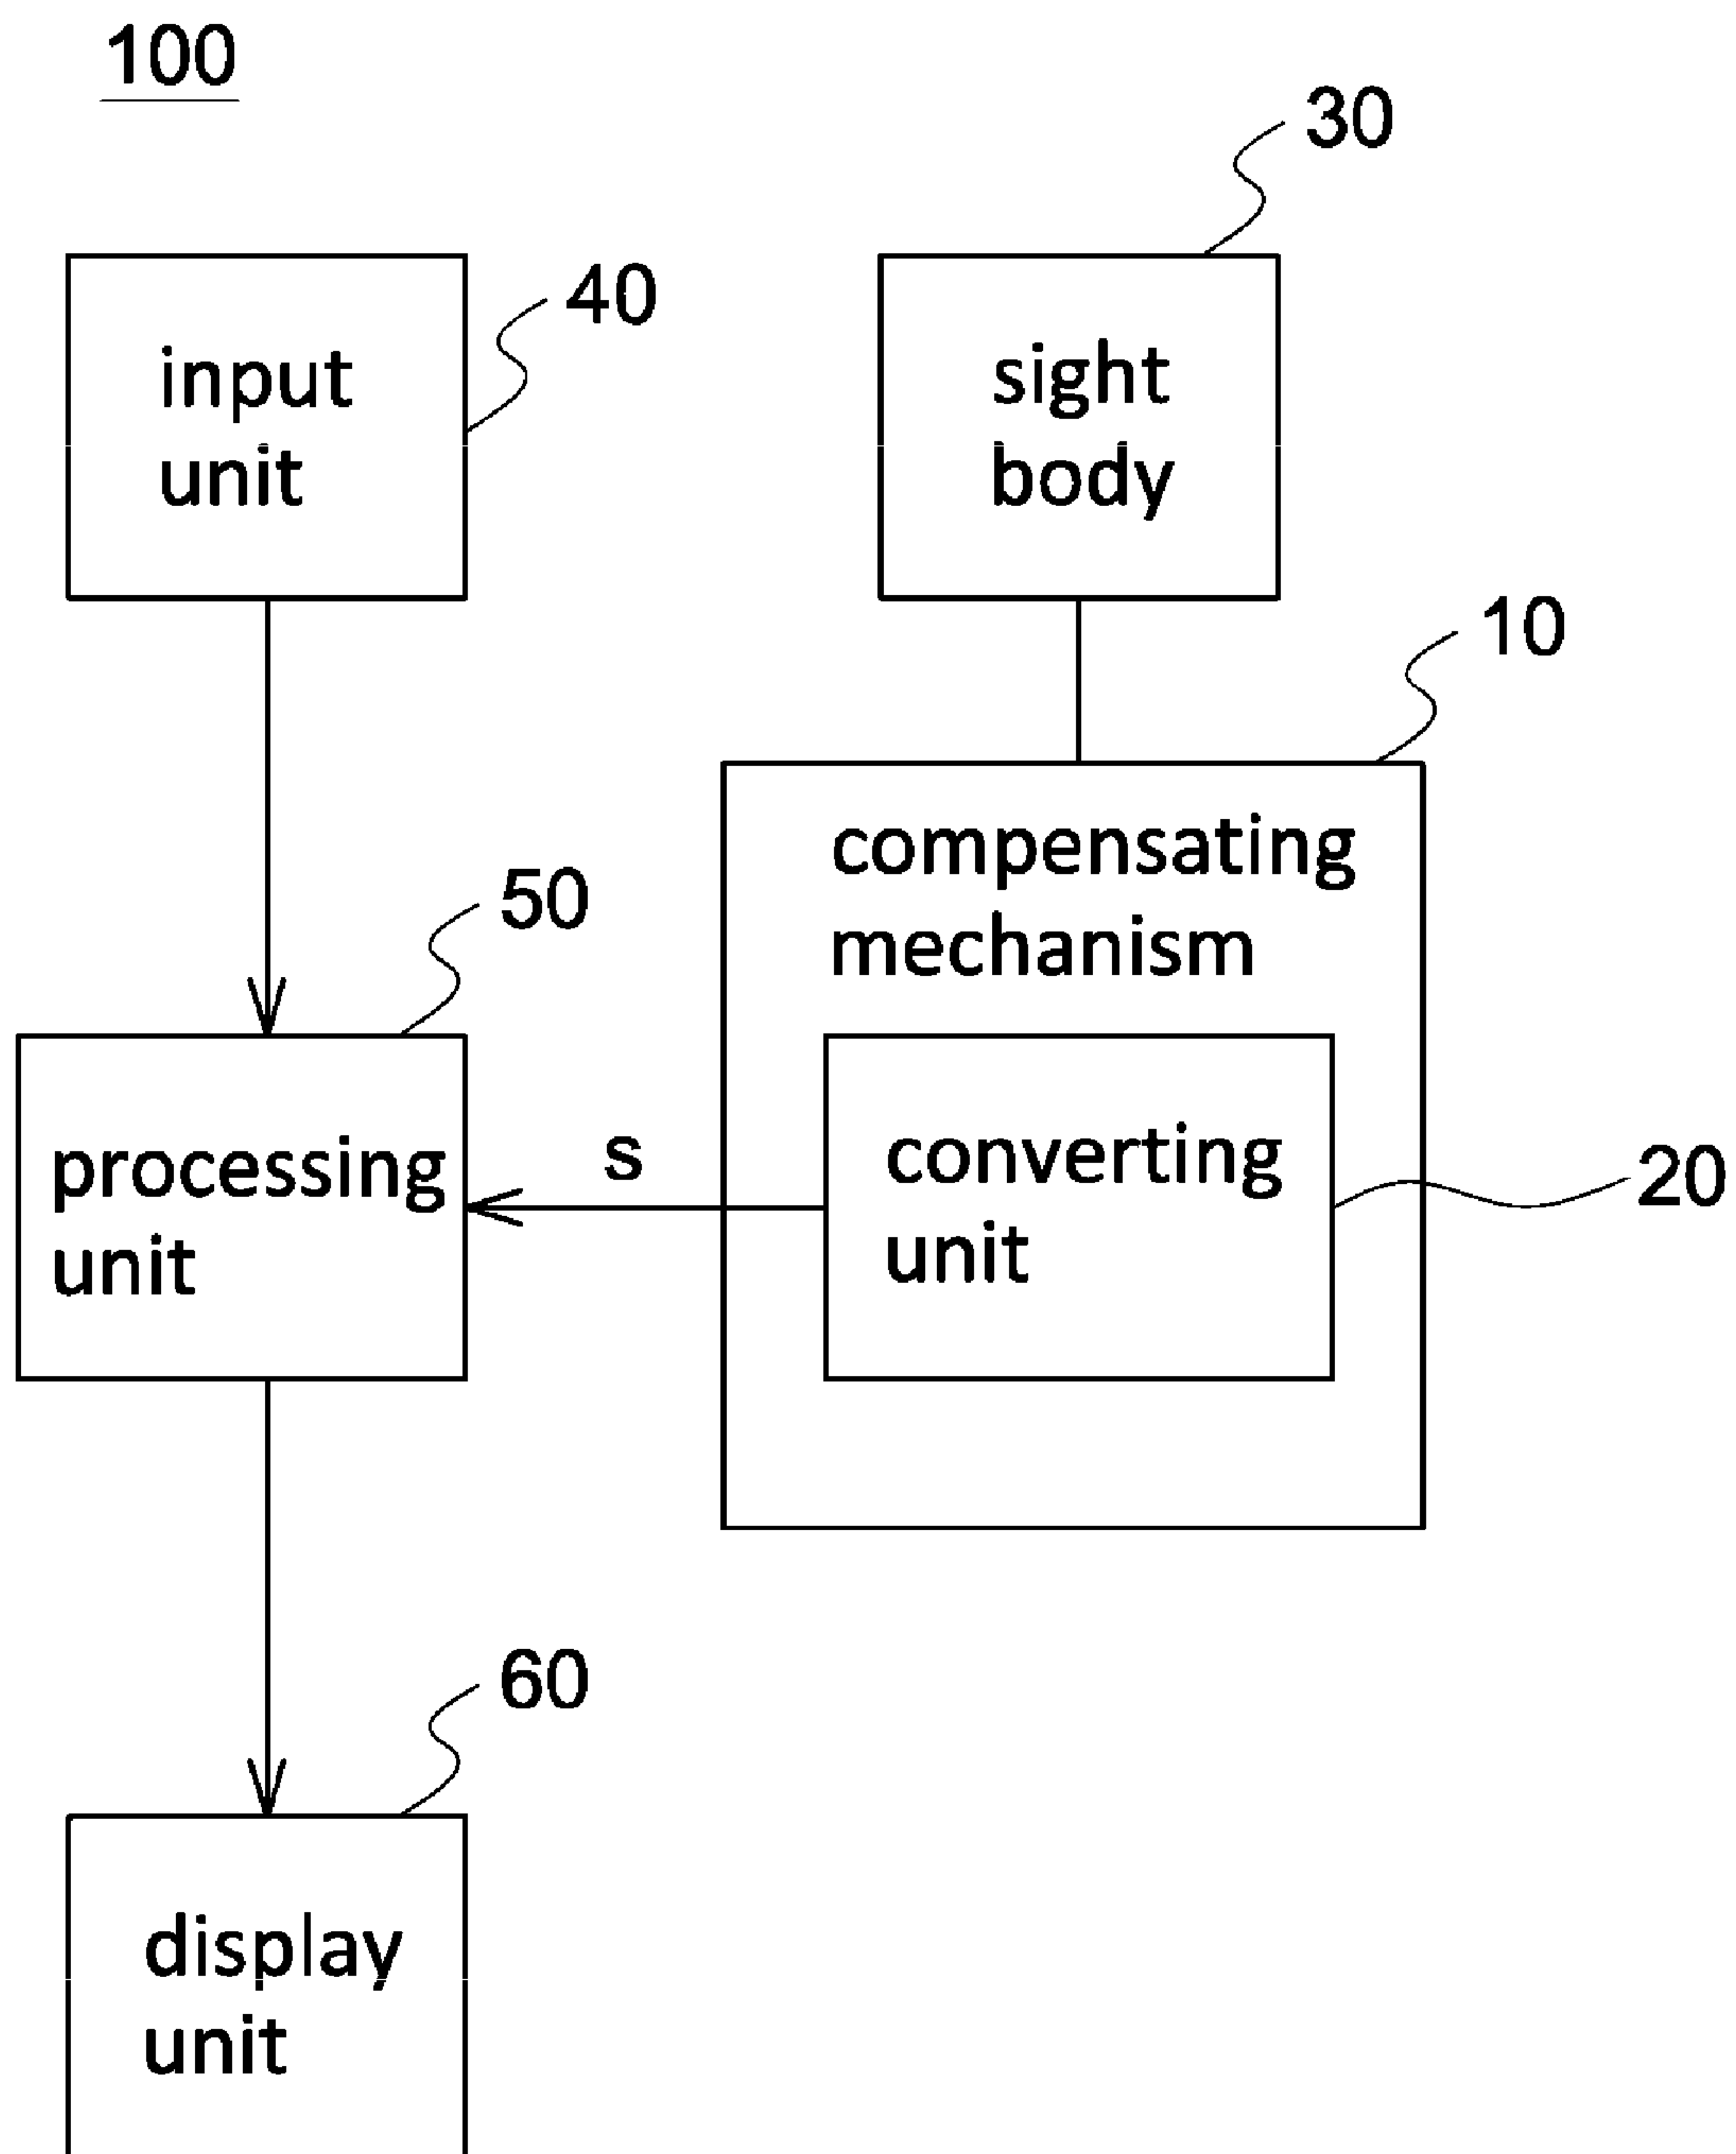 100
30
40
input
unit
sight
body
10
compensating
mechanism
50
processing
unit
s
converting
unit
20
60
display
unit